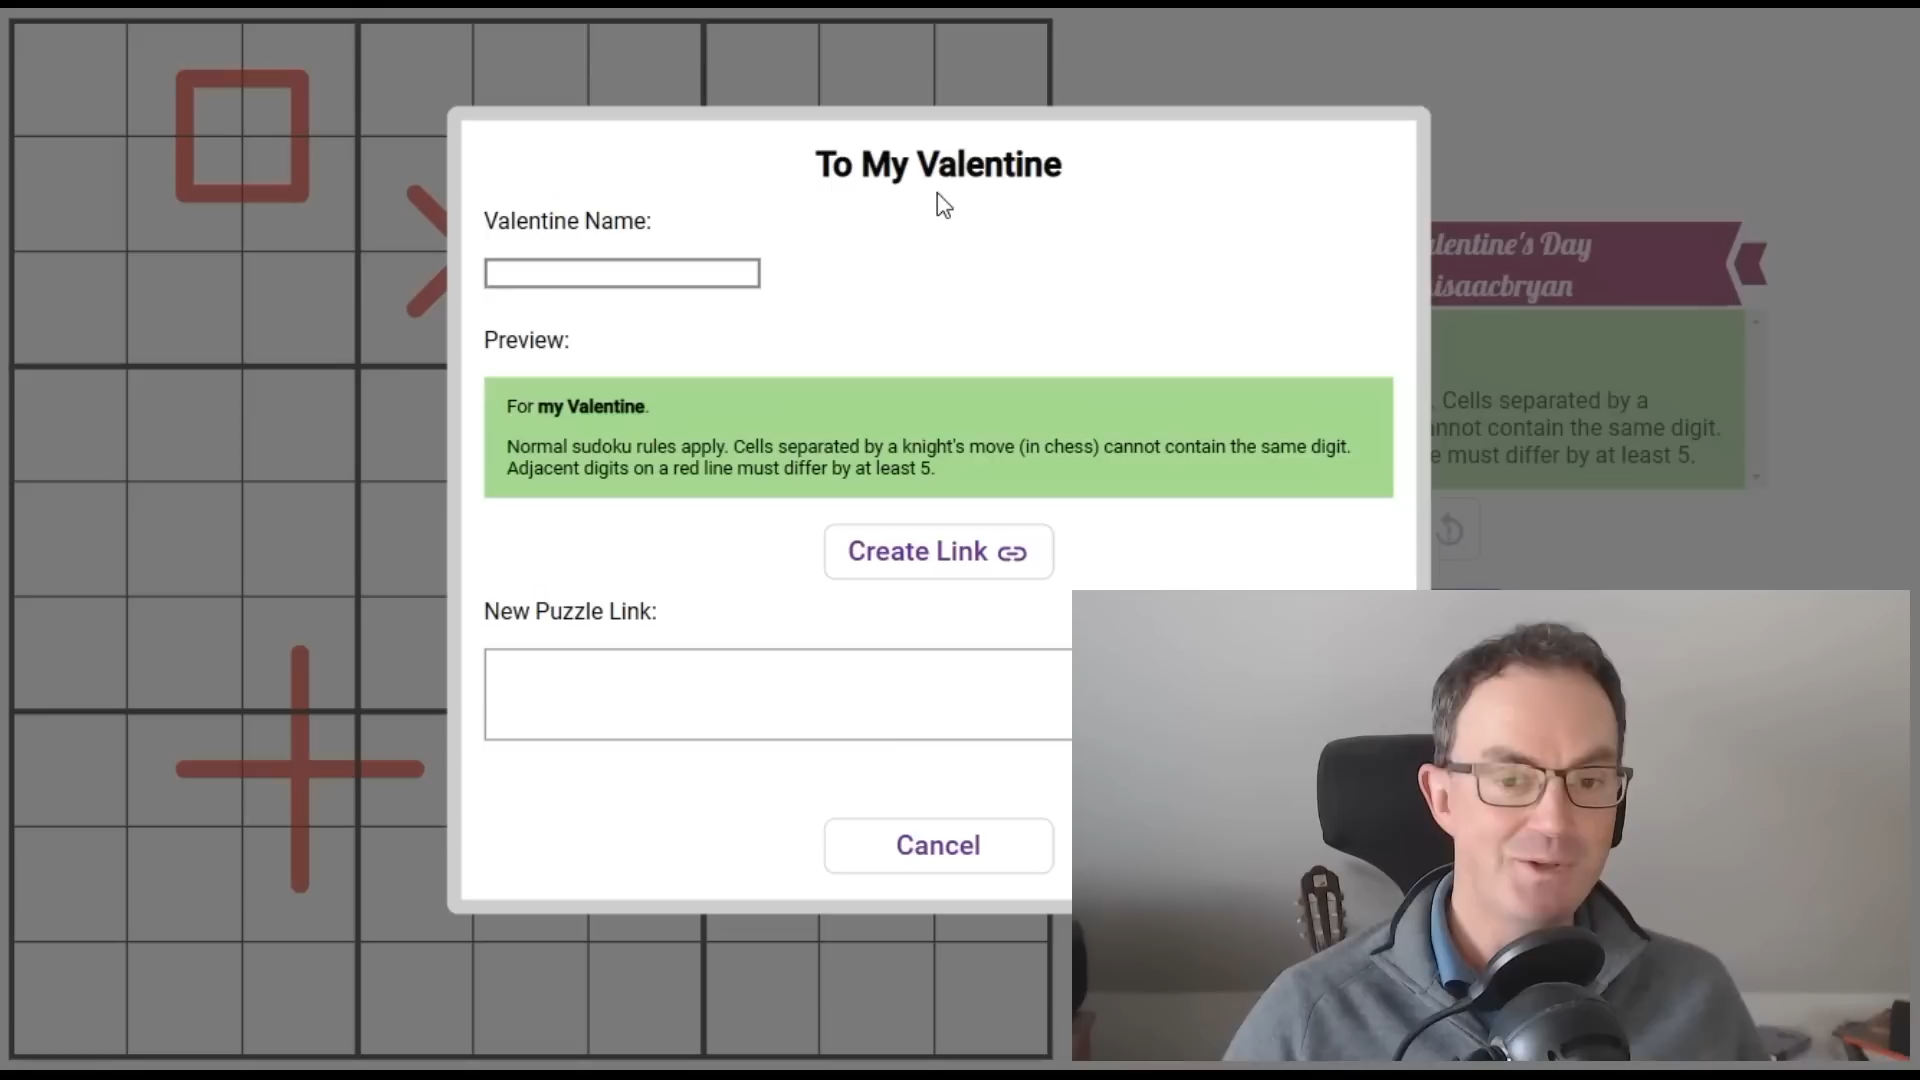 To My Valentine
Valentine Name:
Preview:
For my Valentine.
Normal sudoku rules apply. Cells separated by a knight's move (in chess) cannot contain the same digit.
Adjacent digits on a red line must differ by at least 5.
Create Link
New Puzzle Link:
Cancel
lentine's Day
isaacbryan
. Cells separated by a
nnot contain the same digit.
e must differ by at least 5.